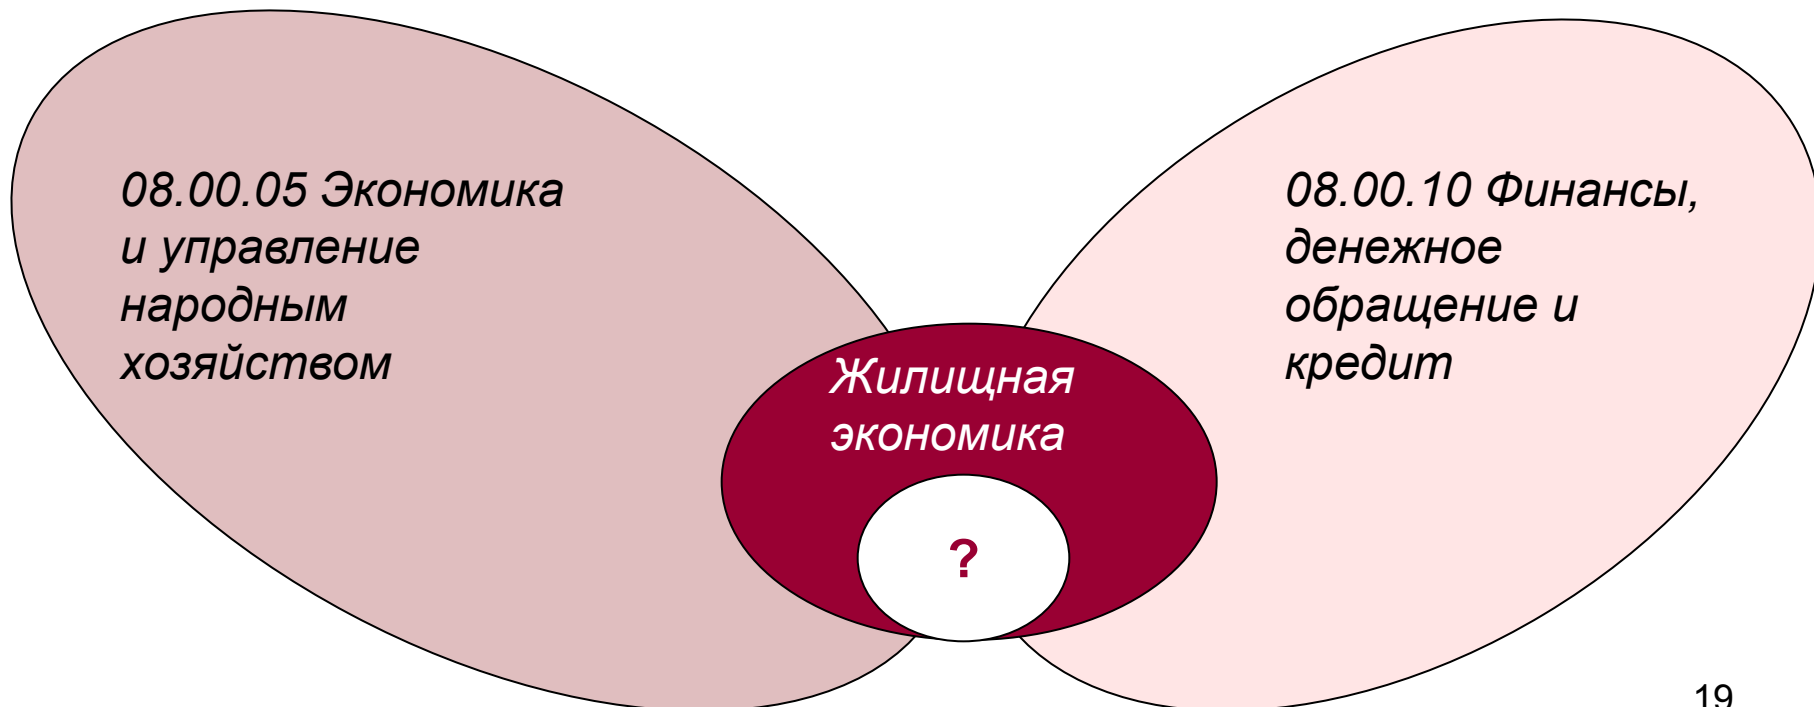 08.00.05 Экономика
и управление
народным
хозяйством
08.00.10 Финансы,
денежное
обращение и
кредит
Жилищная
экономика
?
19